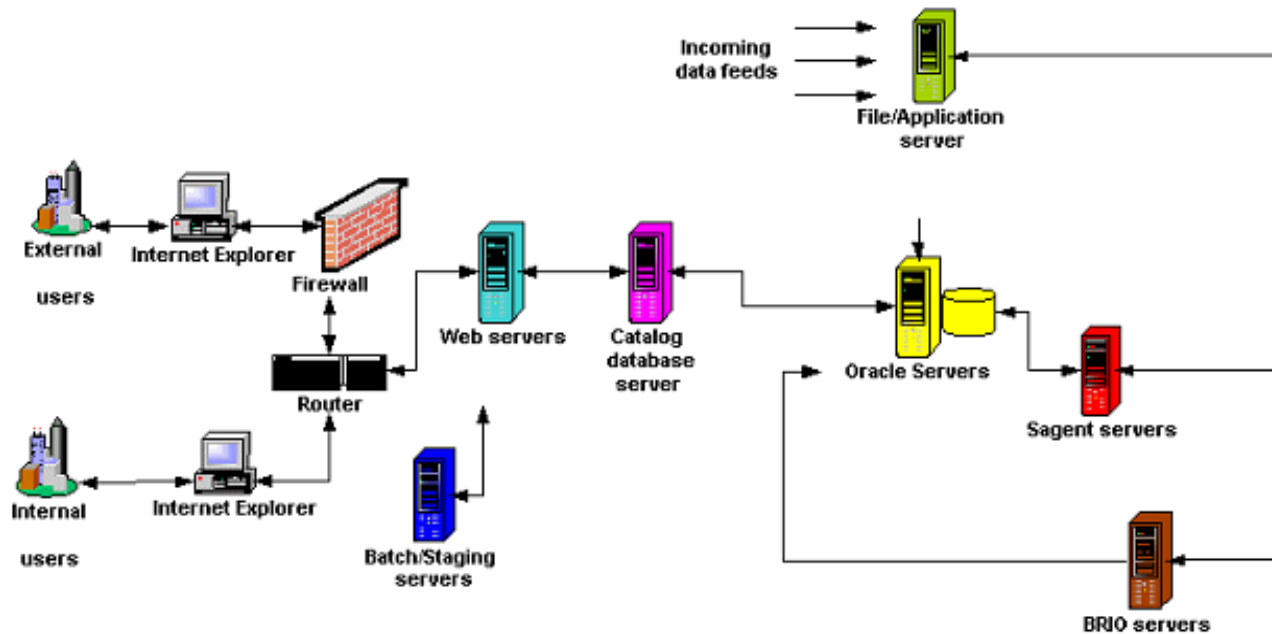 Incoming
data feeds
File/Application
server
External
users
Internet Explorer
Firewall
Web servers
Catalog
database
server
Oracle Servers
Router
Sagent servers
Internal
users
Internet Explorer
Batch/Staging
servers
BRIO servers